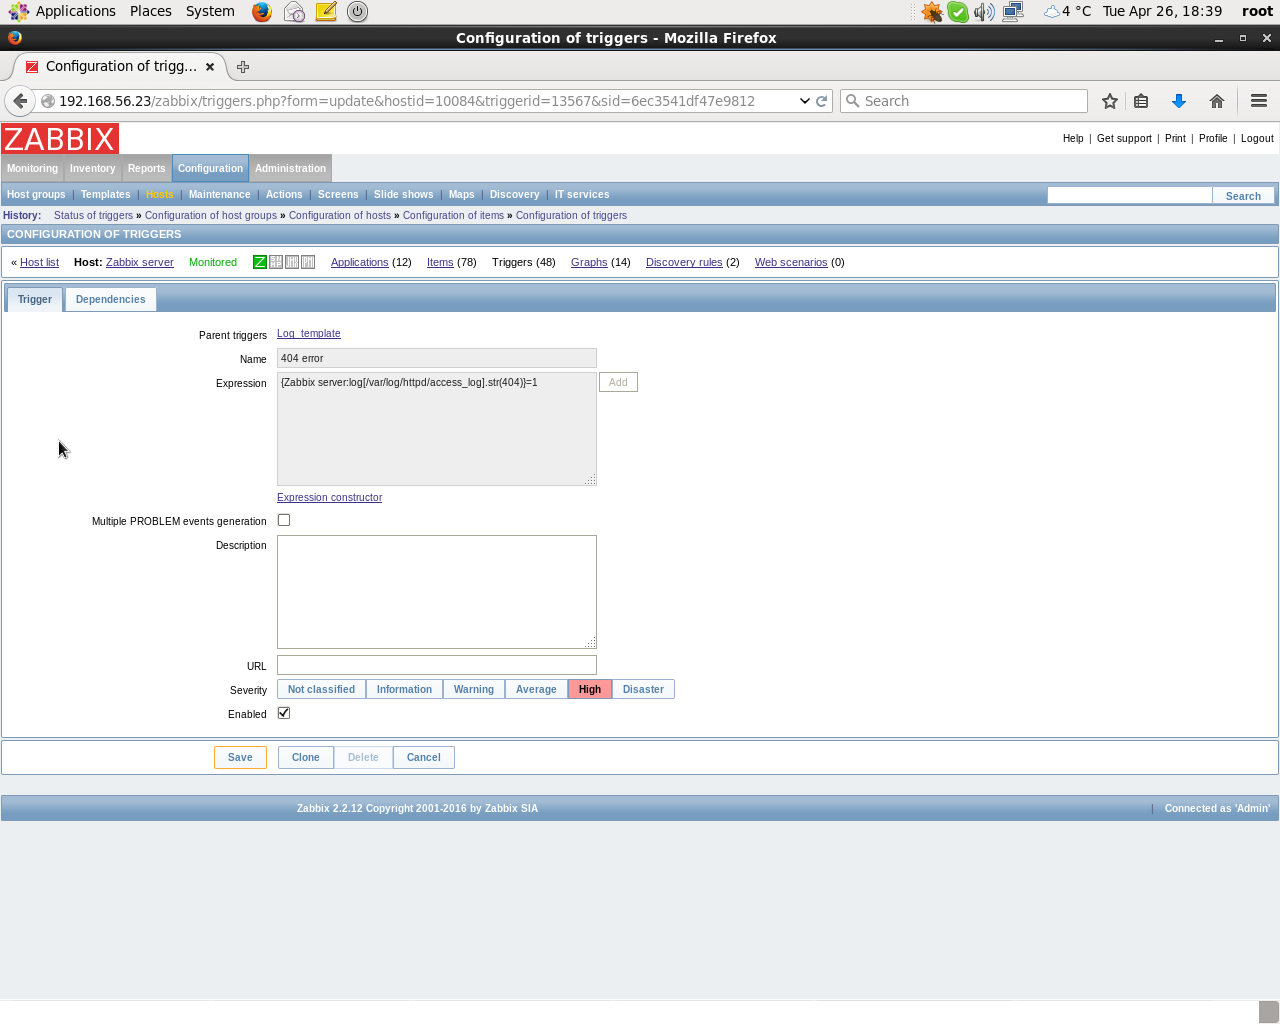 Applications Places System 4 °C Tue Apr 26, 18:39 root
Configuration of triggers - Mozilla Firefox
Configuration of trigg...
192.168.56.23/zabbix/triggers.php?form=update&hostid=10084&triggerid=13567&sid=6ec3541df47e9812 Search
ZABBIX Help | Get support | Print | Profile | Logout
Monitoring Inventory Reports Configuration Administration
Host groups | Templates | Hosts | Maintenance | Actions | Screens | Slide shows | Maps | Discovery | IT services Search
History: Status of triggers » Configuration of host groups » Configuration of hosts » Configuration of items » Configuration of triggers
CONFIGURATION OF TRIGGERS
« Host list Host: Zabbix server Monitored Z Applications (12) Items (78) Triggers (48) Graphs (14) Discovery rules (2) Web scenarios (0)
Trigger Dependencies
Parent triggers Log_template
Name 404 error
Expression {Zabbix server:log[/var/log/httpd/access_log].str(404)}=1 Add
Expression constructor
Multiple PROBLEM events generation
Description
URL
Severity Not classified Information Warning Average High Disaster
Enabled
Save Clone Delete Cancel
Zabbix 2.2.12 Copyright 2001-2016 by Zabbix SIA | Connected as 'Admin'